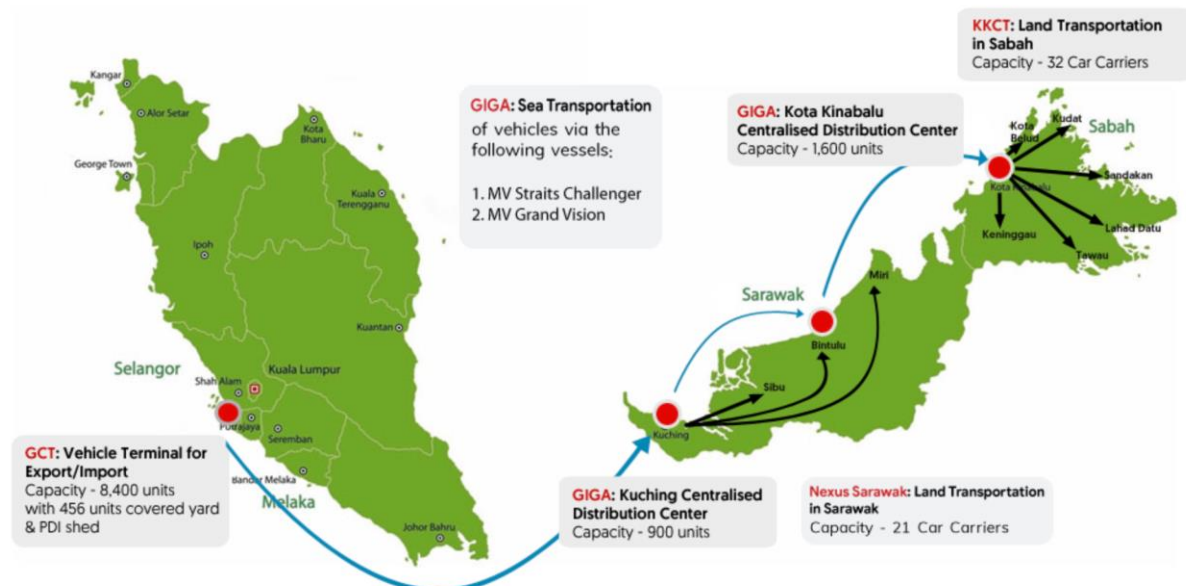 Kangar
Alor Setar
George Town
Kota
Bharu
Kuala
Terengganu
Ipoh
Kuantan
Selangor
Kuala Lumpur
Shah Alam
Putrajaya
Seremban
Bandar Melaka
Melaka
Johor Bahru
GCT: Vehicle Terminal for
Export/Import
Capacity - 8,400 units
with 456 units covered yard
& PDI shed
GIGA: Sea Transportation
of vehicles via the
following vessels;
1. MV Straits Challenger
2. MV Grand Vision
GIGA: Kota Kinabalu
Centralised Distribution Center
Capacity - 1,600 units
KKCT: Land Transportation
in Sabah
Capacity - 32 Car Carriers
Sabah
Kudat
Kota
Belud
Kota Kinabalu
Sandakan
Lahad Datu
Tawau
Keninggau
Miri
Sarawak
Bintulu
Sibu
Kuching
GIGA: Kuching Centralised
Distribution Center
Capacity - 900 units
Nexus Sarawak: Land Transportation
in Sarawak
Capacity - 21 Car Carriers